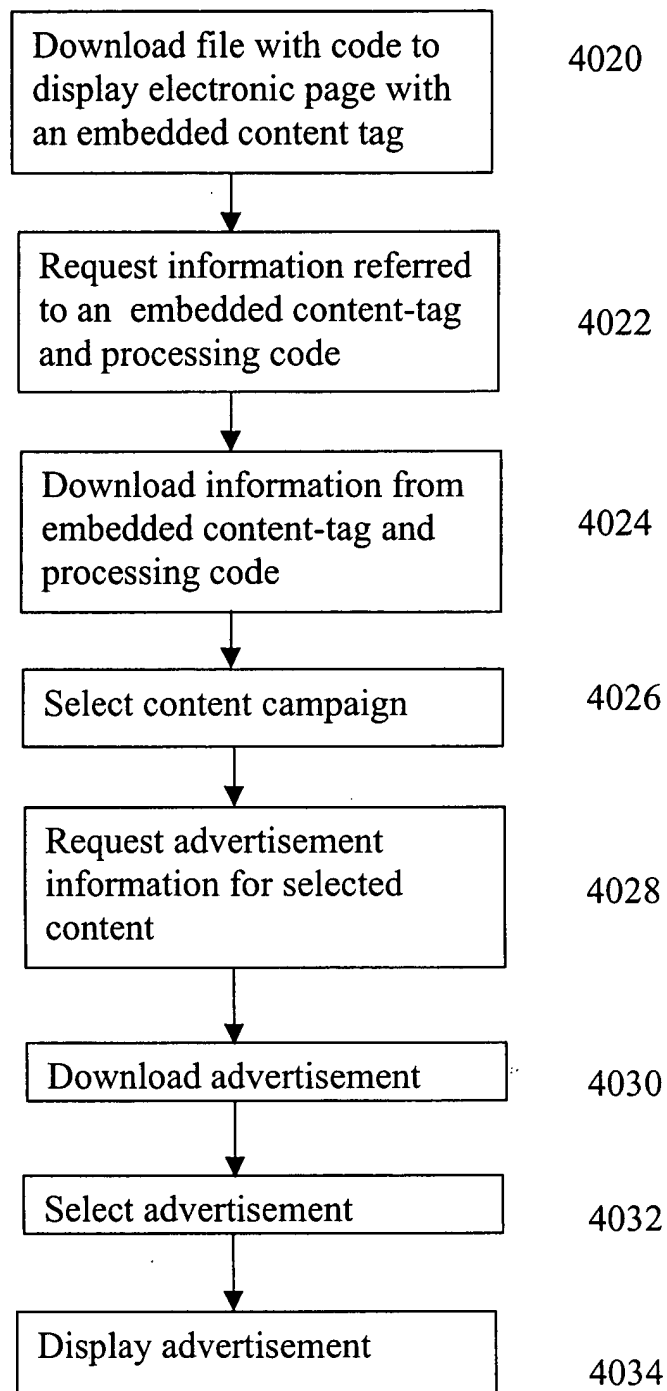 Download file with code to
display electronic page with
an embedded content tag
4020
Request information referred
to an embedded content-tag
and processing code
4022
Download information from
embedded content-tag and
processing code
4024
Select content campaign
4026
Request advertisement
information for selected
content
4028
Download advertisement
4030
Select advertisement
4032
Display advertisement
4034